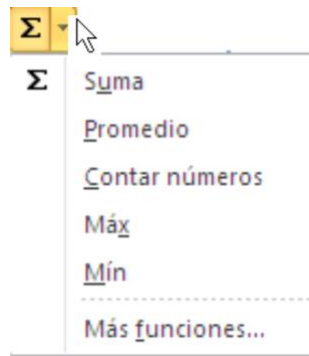 Σ
Σ Suma
Promedio
Contar números
Máx
Mín
Más funciones...